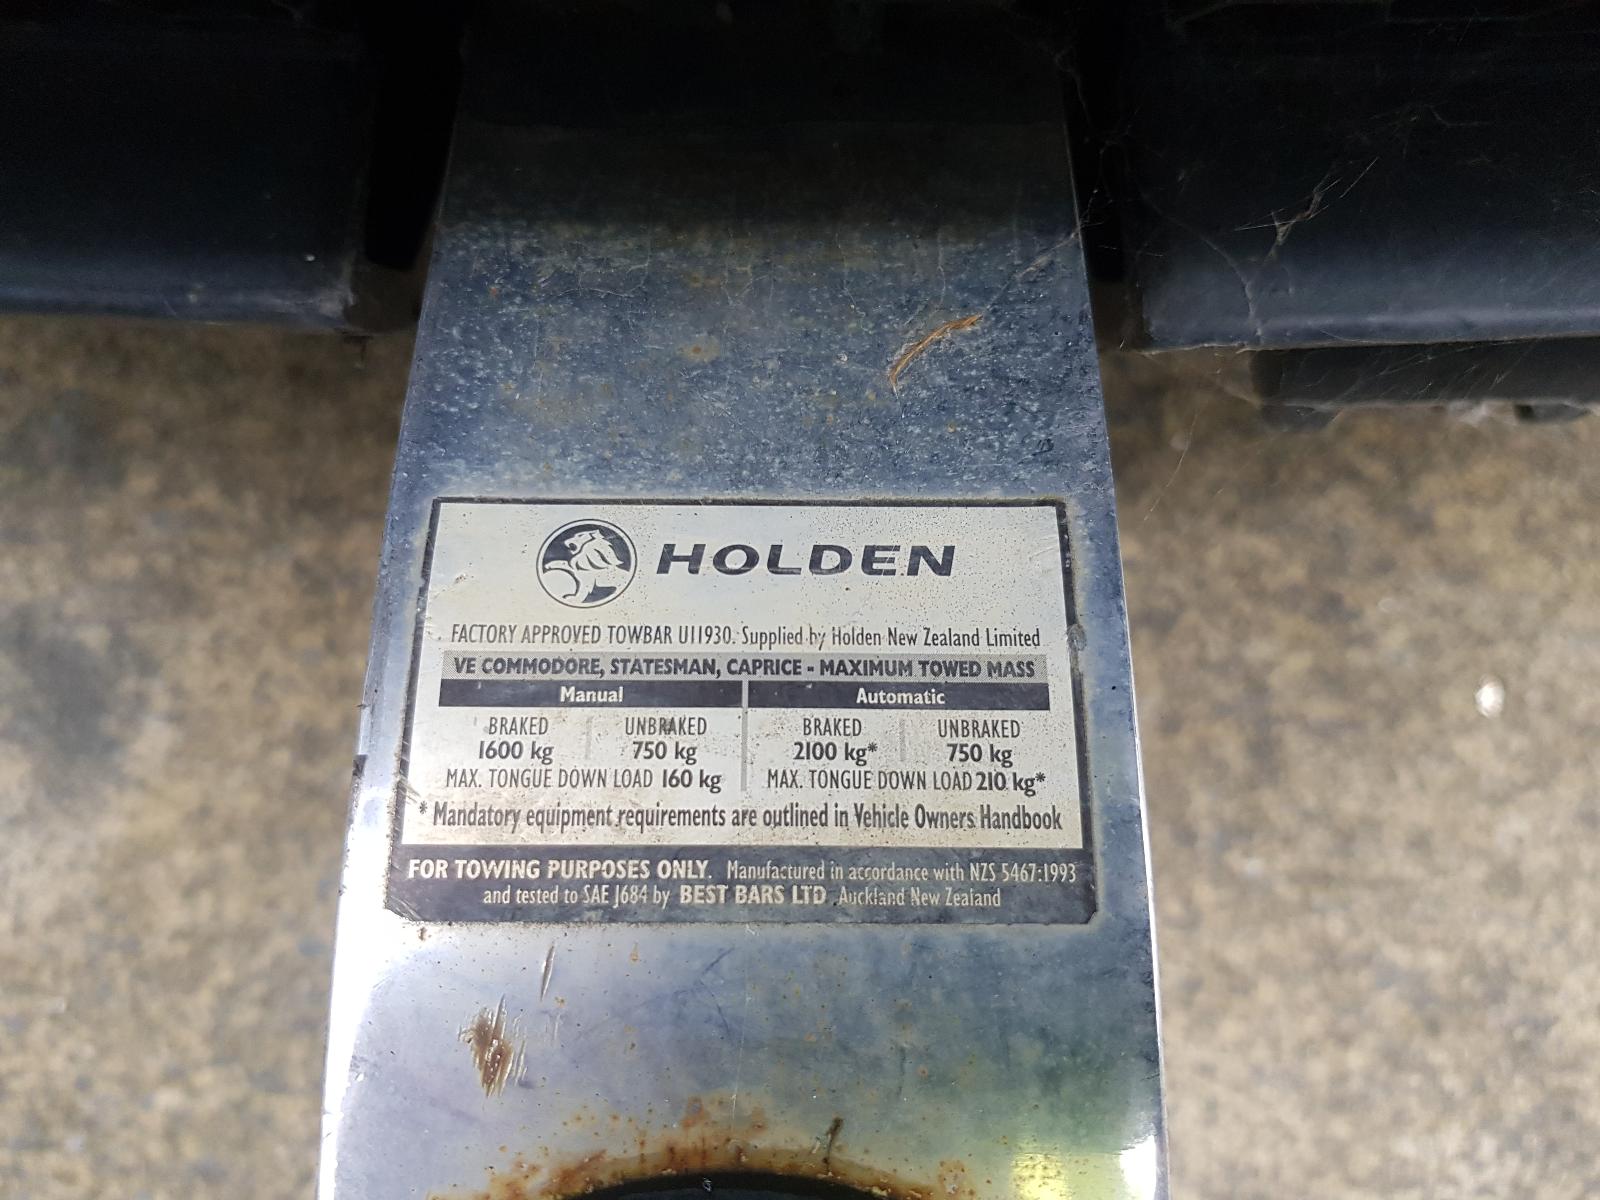 HOLDEN
FACTORY APPROVED TOWBAR U11930. Supplied by Holden New Zealand Limited
VE COMMODORE, STATESMAN, CAPRICE - MAXIMUM TOWED MASS
Manual Automatic
BRAKED UNBRAKED BRAKED UNBRAKED
1600 kg 750 kg 2100 kg* 750 kg
MAX. TONGUE DOWN LOAD 160 kg MAX. TONGUE DOWN LOAD 210 kg*
* Mandatory equipment requirements are outlined in Vehicle Owners Handbook
FOR TOWING PURPOSES ONLY. Manufactured in accordance with NZS 5467:1993
and tested to SAE J684 by BEST BARS LTD Auckland New Zealand